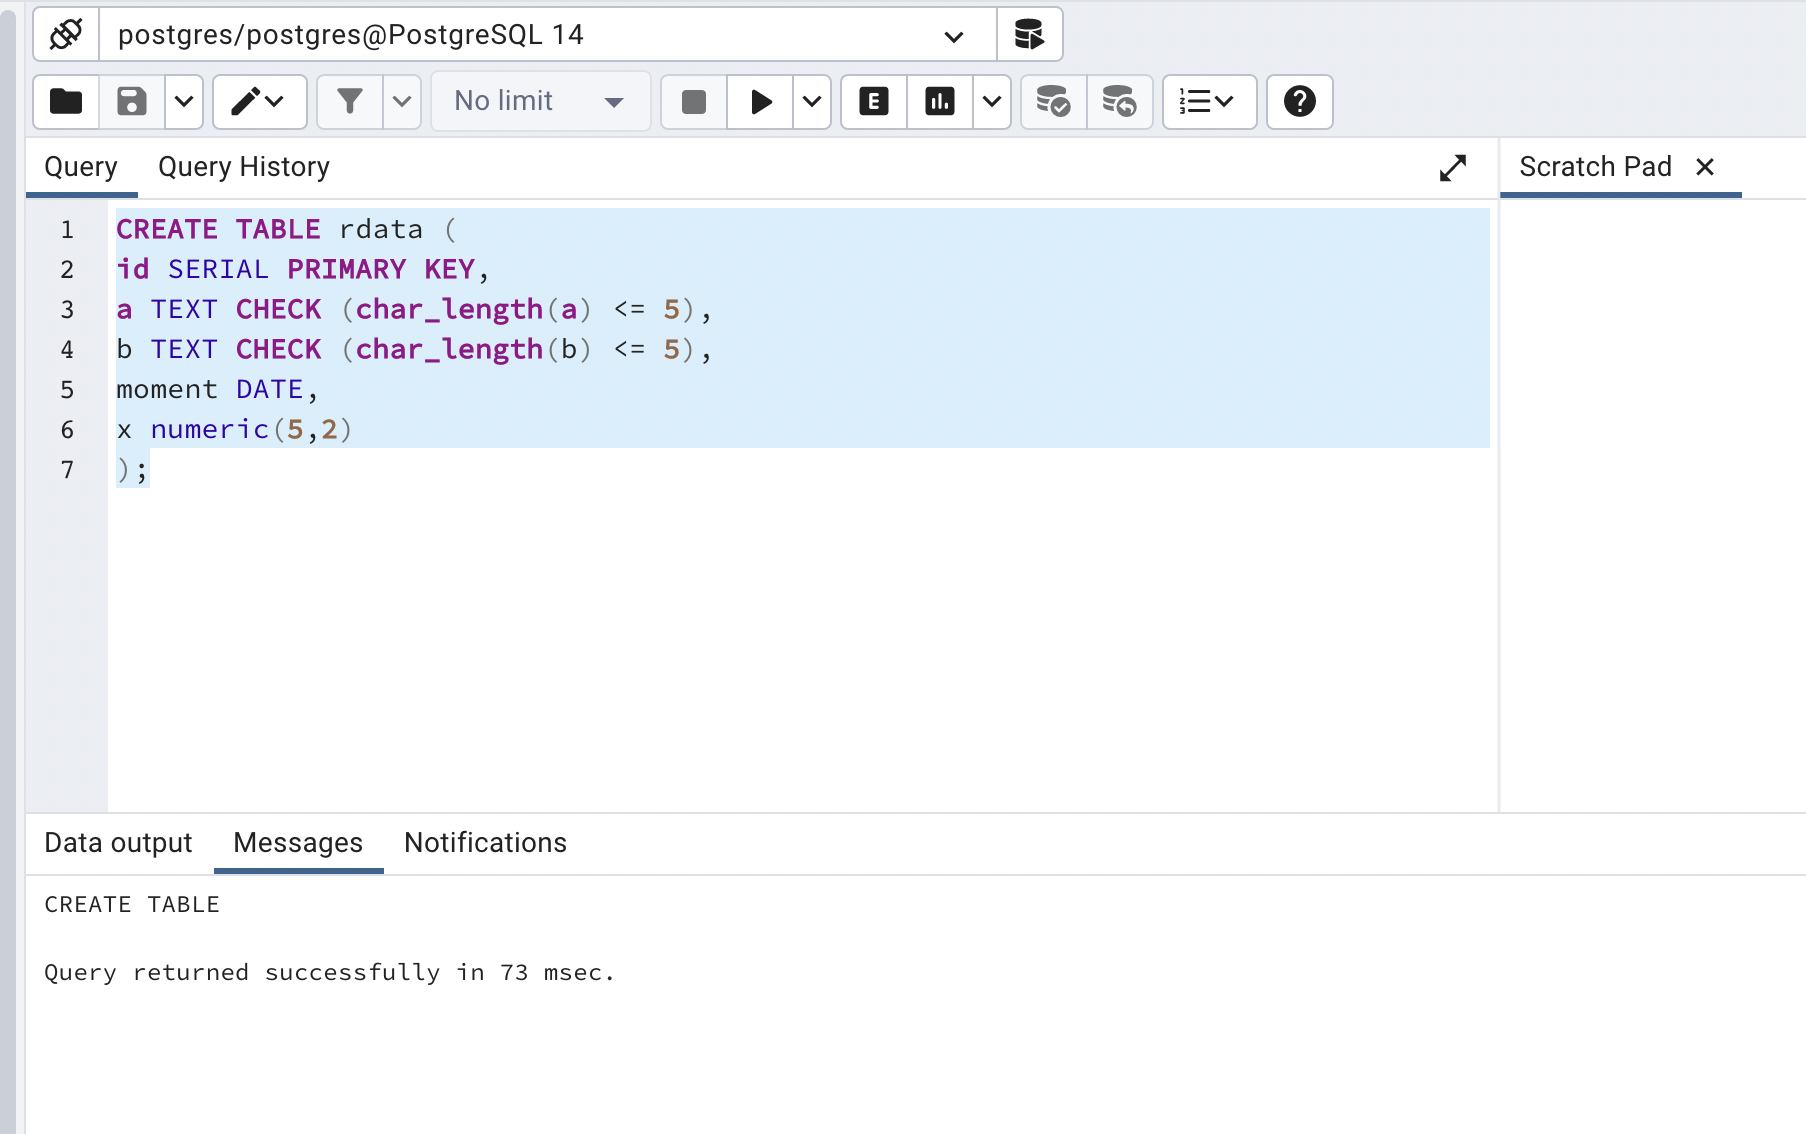 postgres/postgres@PostgreSQL 14
No limit
E
Query Query History
Scratch Pad
1 CREATE TABLE rdata (
2 id SERIAL PRIMARY KEY,
3 a TEXT CHECK (char_length(a) <= 5),
4 b TEXT CHECK (char_length(b) <= 5),
5 moment DATE,
6 x numeric(5,2)
7 );
Data output Messages Notifications
CREATE TABLE
Query returned successfully in 73 msec.